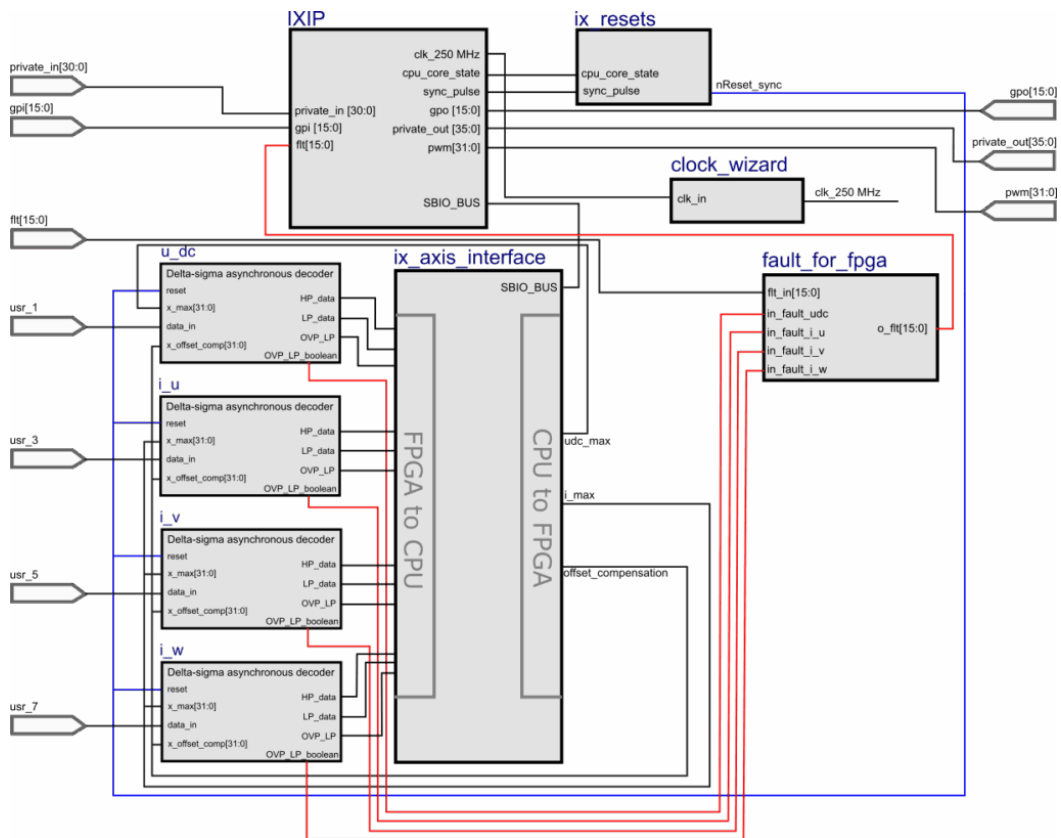 IXIP
ix_resets
clk_250 MHz
cpu_core_state
sync_pulse
gpo [15:0]
private_out [35:0]
pwm[31:0]
SBIO_BUS
private_in [30:0]
gpi [15:0]
flt[15:0]
cpu_core_state
sync_pulse
nReset_sync
private_in[30:0]
gpi[15:0]
flt[15:0]
usr_1
usr_3
usr_5
usr_7
gpo[15:0]
private_out[35:0]
pwm[31:0]
clock_wizard
clk_in
clk_250 MHz
u_dc
Delta-sigma asynchronous decoder
reset
x_max[31:0]
data_in
x_offset_comp[31:0]
HP_data
LP_data
OVP_LP
OVP_LP_boolean
i_u
Delta-sigma asynchronous decoder
reset
x_max[31:0]
data_in
x_offset_comp[31:0]
HP_data
LP_data
OVP_LP
OVP_LP_boolean
i_v
Delta-sigma asynchronous decoder
reset
x_max[31:0]
data_in
x_offset_comp[31:0]
HP_data
LP_data
OVP_LP
OVP_LP_boolean
i_w
Delta-sigma asynchronous decoder
reset
x_max[31:0]
data_in
x_offset_comp[31:0]
HP_data
LP_data
OVP_LP
OVP_LP_boolean
ix_axis_interface
SBIO_BUS
FPGA to CPU
CPU to FPGA
udc_max
i_max
offset_compensation
fault_for_fpga
flt_in[15:0]
in_fault_udc
in_fault_i_u
in_fault_i_v
in_fault_i_w
o_flt[15:0]